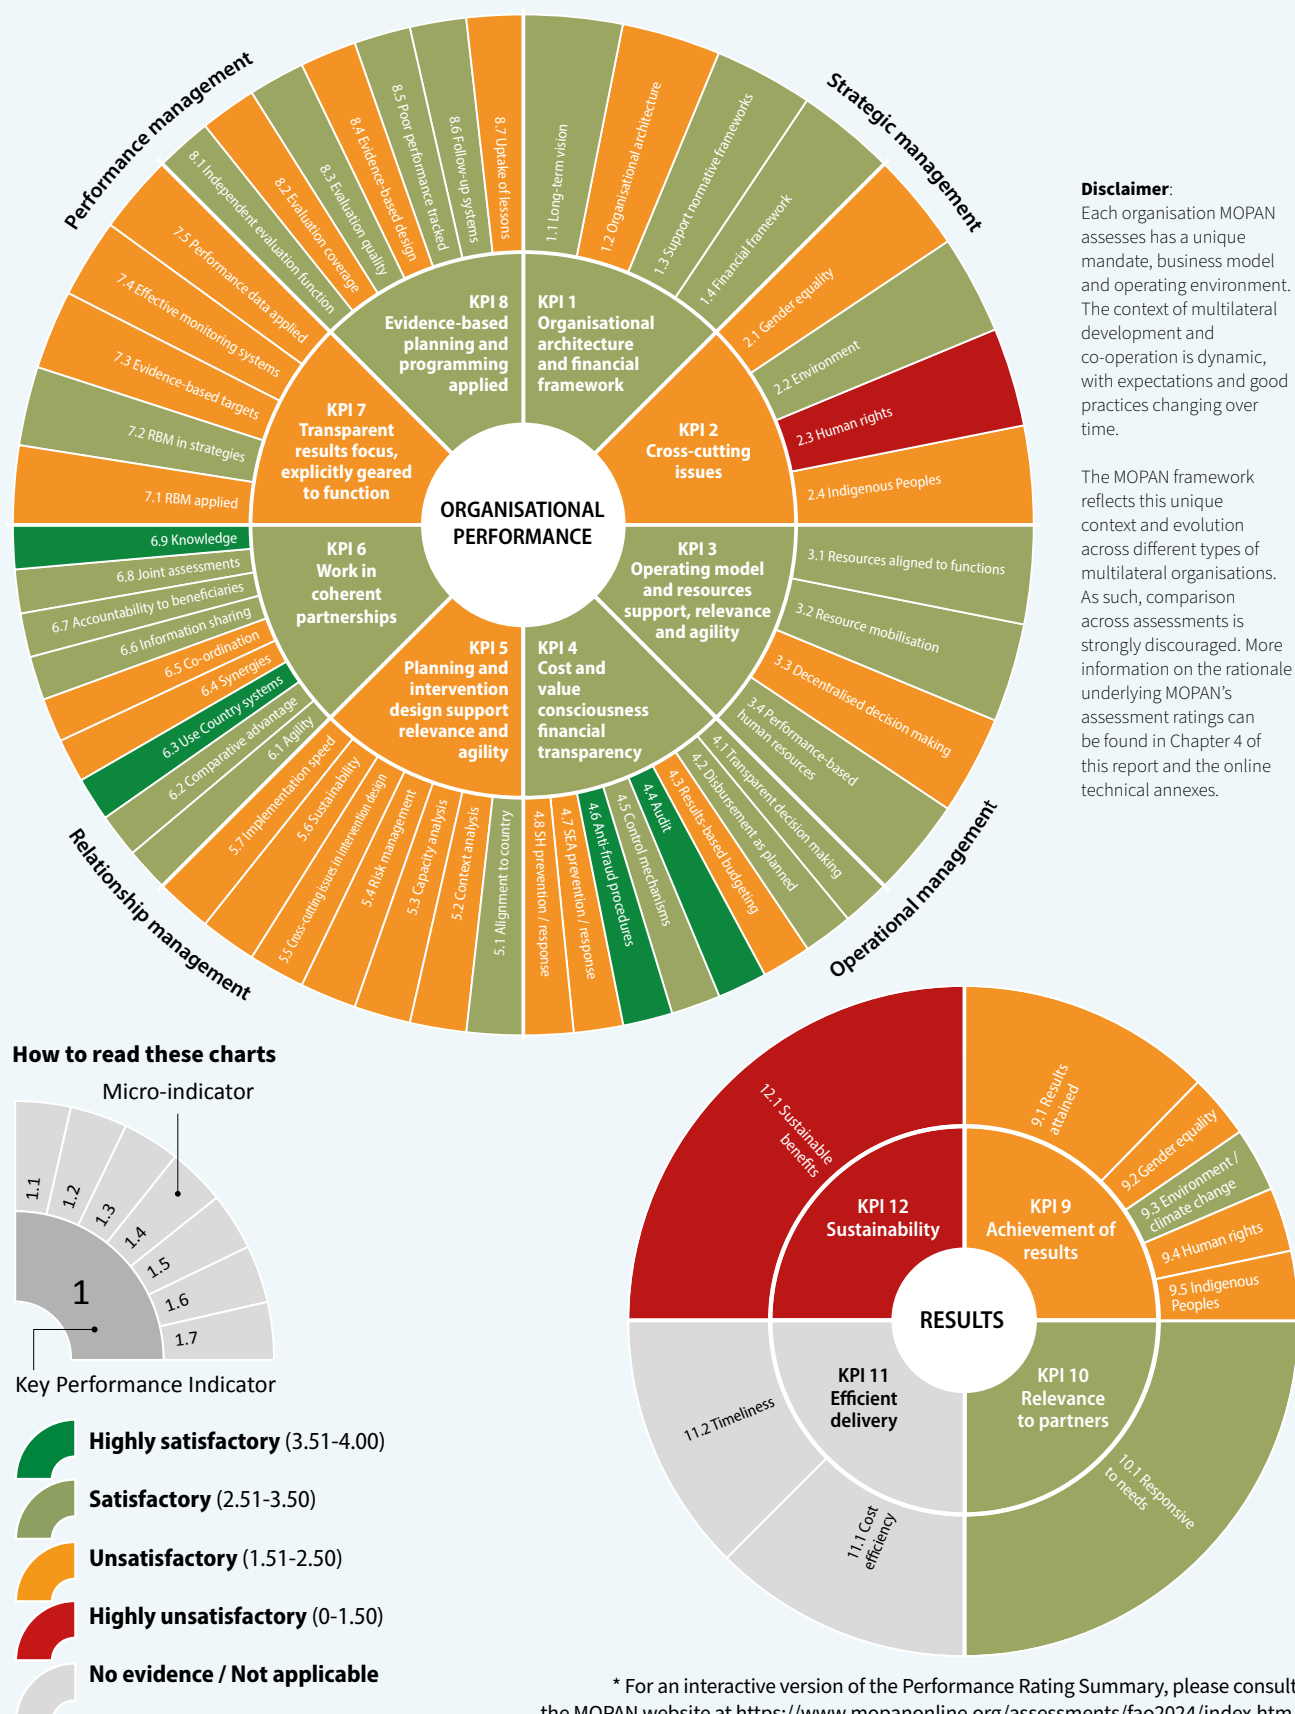 Performance management
Strategic management
Operational management
Relationship management
8.1 Independent evaluation function
8.2 Evaluation coverage
8.3 Evaluation quality
8.4 Evidence-based design
8.5 Poor performance tracked
8.6 Follow-up systems
8.7 Uptake of lessons
1.1 Long-term vision
1.2 Organisational architecture
1.3 Support normative frameworks
1.4 Financial framework
2.1 Gender equality
2.2 Environment
2.3 Human rights
2.4 Indigenous Peoples
3.1 Resources aligned to functions
3.2 Resource mobilisation
3.3 Decentralised decision making
3.4 Performance-based
human resources
4.1 Transparent decision making
4.2 Disbursement as planned
4.3 Results-based budgeting
4.4 Audit
4.5 Control mechanisms
4.6 Anti-fraud procedures
4.7 SEA prevention / response
4.8 SH prevention / response
5.1 Alignment to country
5.2 Context analysis
5.3 Capacity analysis
5.4 Risk management
5.5 Cross-cutting issues in intervention design
5.6 Sustainability
5.7 Implementation speed
6.1 Agility
6.2 Comparative advantage
6.3 Use Country systems
6.4 Synergies
6.5 Co-ordination
6.6 Information sharing
6.7 Accountability to beneficiaries
6.8 Joint assessments
6.9 Knowledge
7.1 RBM applied
7.2 RBM in strategies
7.3 Evidence-based targets
7.4 Effective monitoring systems
7.5 Performance data applied
KPI 8
Evidence-based
planning and
programming
applied
KPI 1
Organisational
architecture
and financial
framework
KPI 7
Transparent
results focus,
explicitly geared
to function
KPI 2
Cross-cutting
issues
ORGANISATIONAL
PERFORMANCE
KPI 6
Work in
coherent
partnerships
KPI 3
Operating model
and resources
support, relevance
and agility
KPI 5
Planning and
intervention
design support
relevance and
agility
KPI 4
Cost and
value
consciousness
financial
transparency
Disclaimer:
Each organisation MOPAN
assesses has a unique
mandate, business model
and operating environment.
The context of multilateral
development and
co-operation is dynamic,
with expectations and good
practices changing over
time.
The MOPAN framework
reflects this unique
context and evolution
across different types of
multilateral organisations.
As such, comparison
across assessments is
strongly discouraged. More
information on the rationale
underlying MOPAN's
assessment ratings can
be found in Chapter 4 of
this report and the online
technical annexes.
How to read these charts
Micro-indicator
1.1
1.2
1.3
1.4
1.5
1.6
1.7
1
Key Performance Indicator
Highly satisfactory (3.51-4.00)
Satisfactory (2.51-3.50)
Unsatisfactory (1.51-2.50)
Highly unsatisfactory (0-1.50)
No evidence / Not applicable
12.1 Sustainable
benefits
9.1 Results
attained
9.2 Gender equality
9.3 Environment /
climate change
9.4 Human rights
9.5 Indigenous
Peoples
KPI 12
Sustainability
KPI 9
Achievement of
results
RESULTS
KPI 11
Efficient
delivery
KPI 10
Relevance
to partners
11.2 Timeliness
11.1 Cost
efficiency
10.1 Responsive
to needs
* For an interactive version of the Performance Rating Summary, please consult
the MOPAN website at https://www.mopanonline.org/assessments/fao2024/index.htm